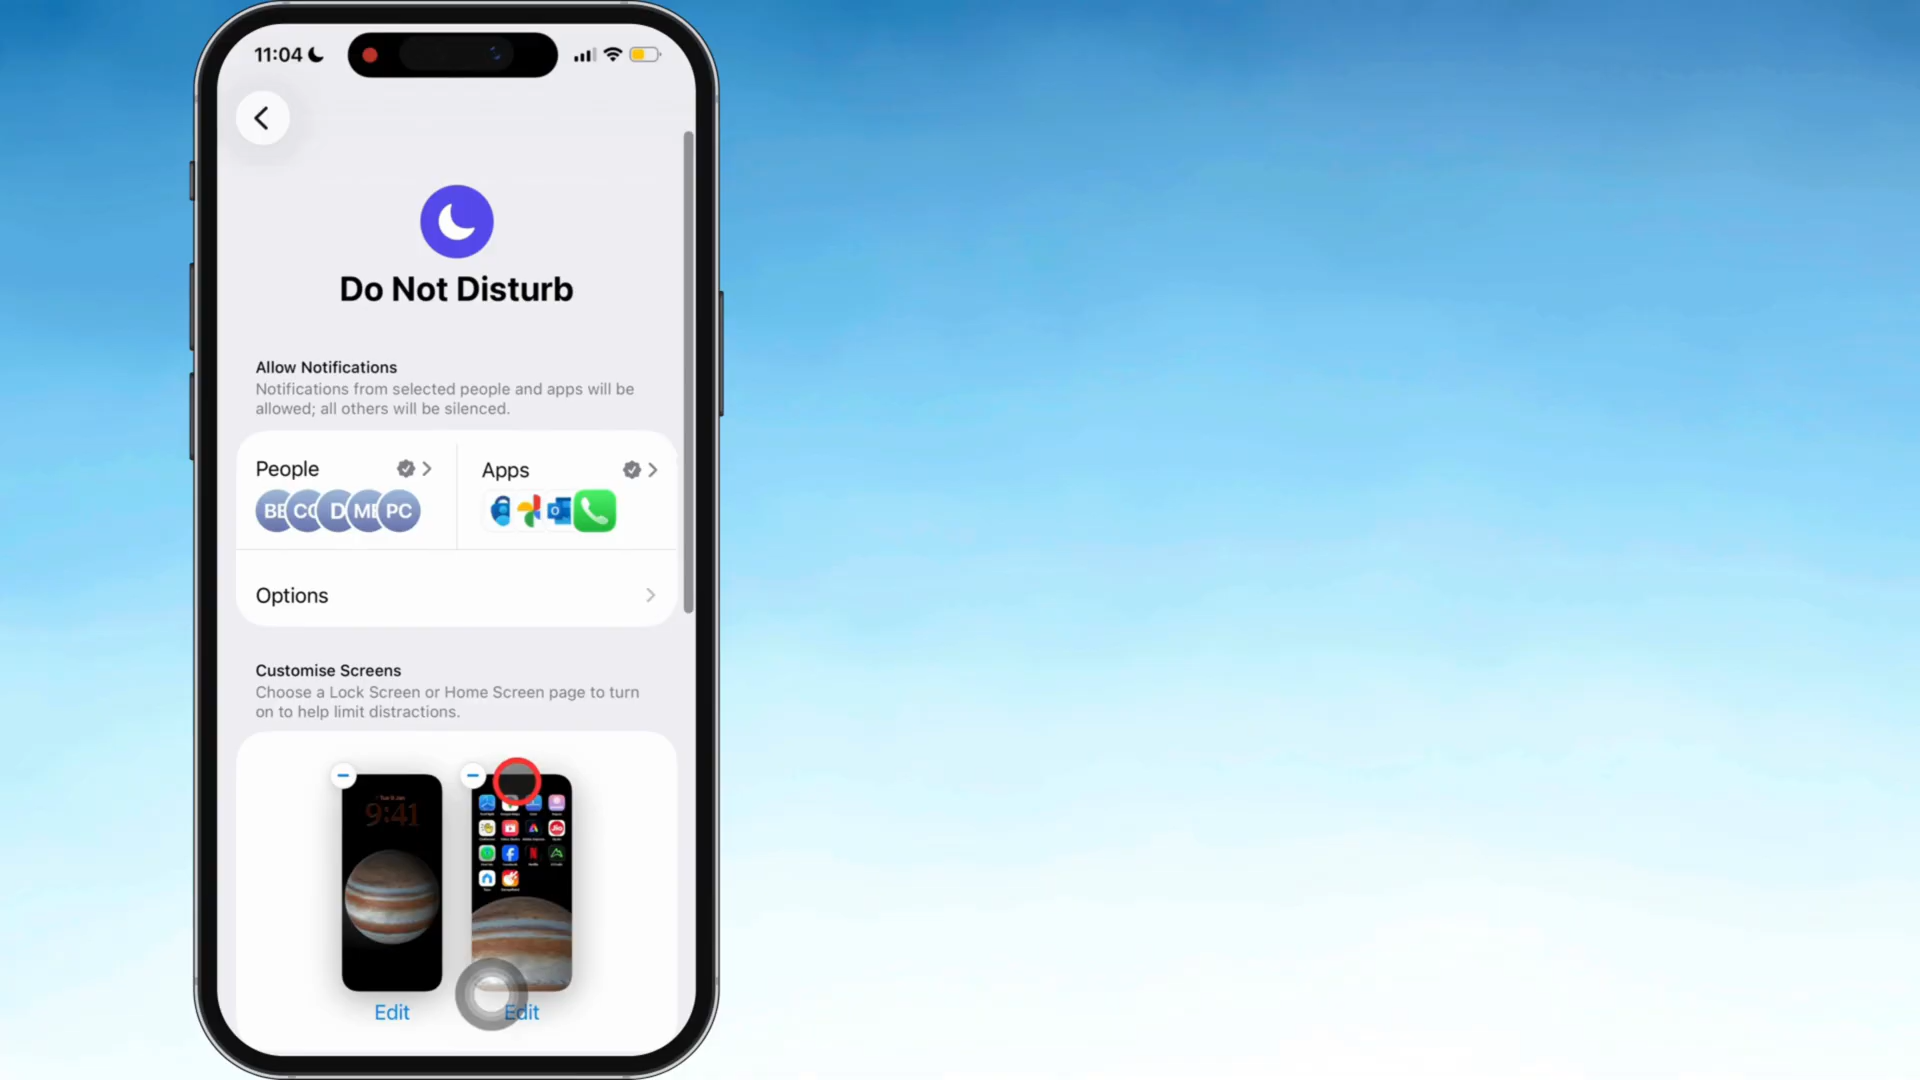 11:04
Do Not Disturb
Allow Notifications
Notifications from selected people and apps will be
allowed; all others will be silenced.
People
Apps
BE CO D ME PC
Options
Customise Screens
Choose a Lock Screen or Home Screen page to turn
on to help limit distractions.
9:41
Edit
Edit